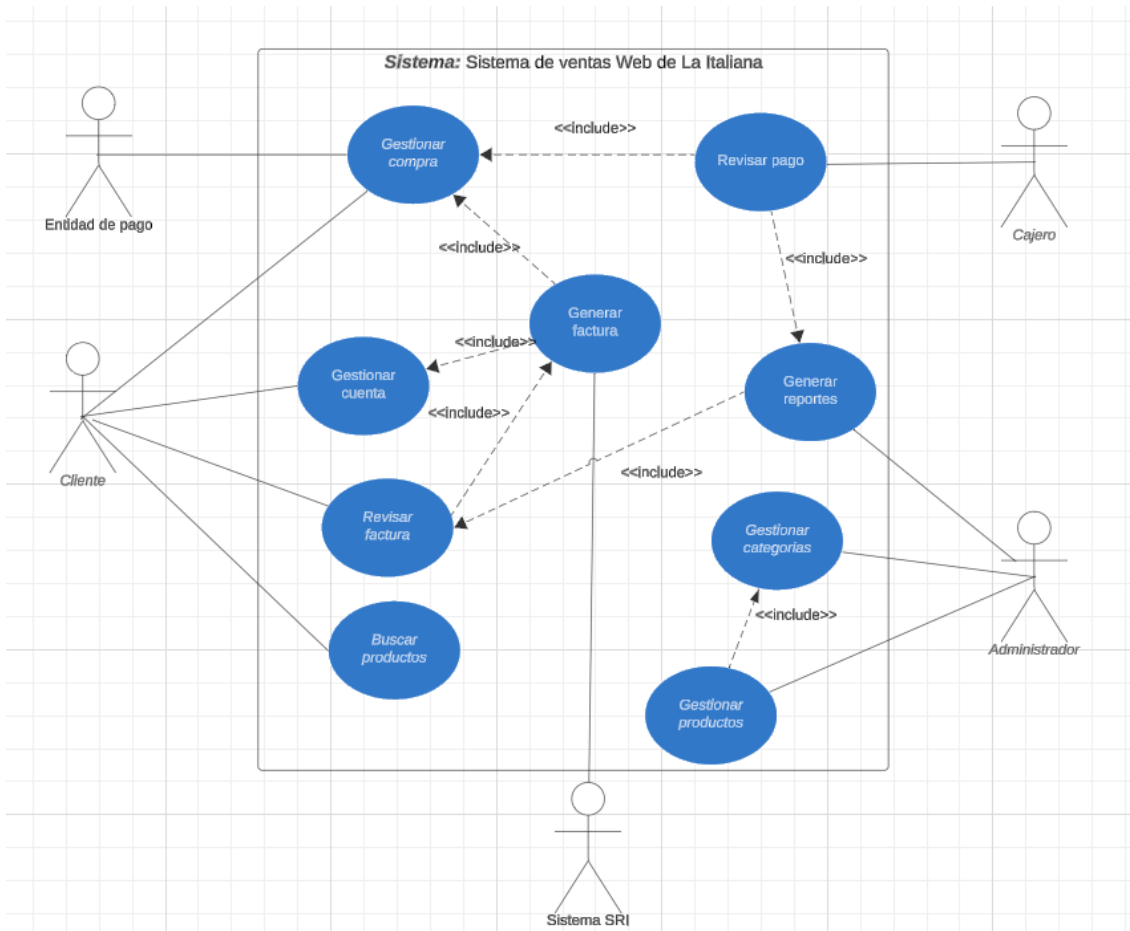 Sistema: Sistema de ventas Web de La Italiana
Gestionar
compra
<<include>>
Revisar pago
Entidad de pago
Cajero
<<include>>
<<include>>
Generar
factura
<<include>>
Gestionar
cuenta
<<include>>
Generar
reportes
Cliente
<<include>>
Revisar
factura
Gestionar
categorias
<<include>>
Buscar
productos
Administrador
Gestionar
productos
Sistema SRI